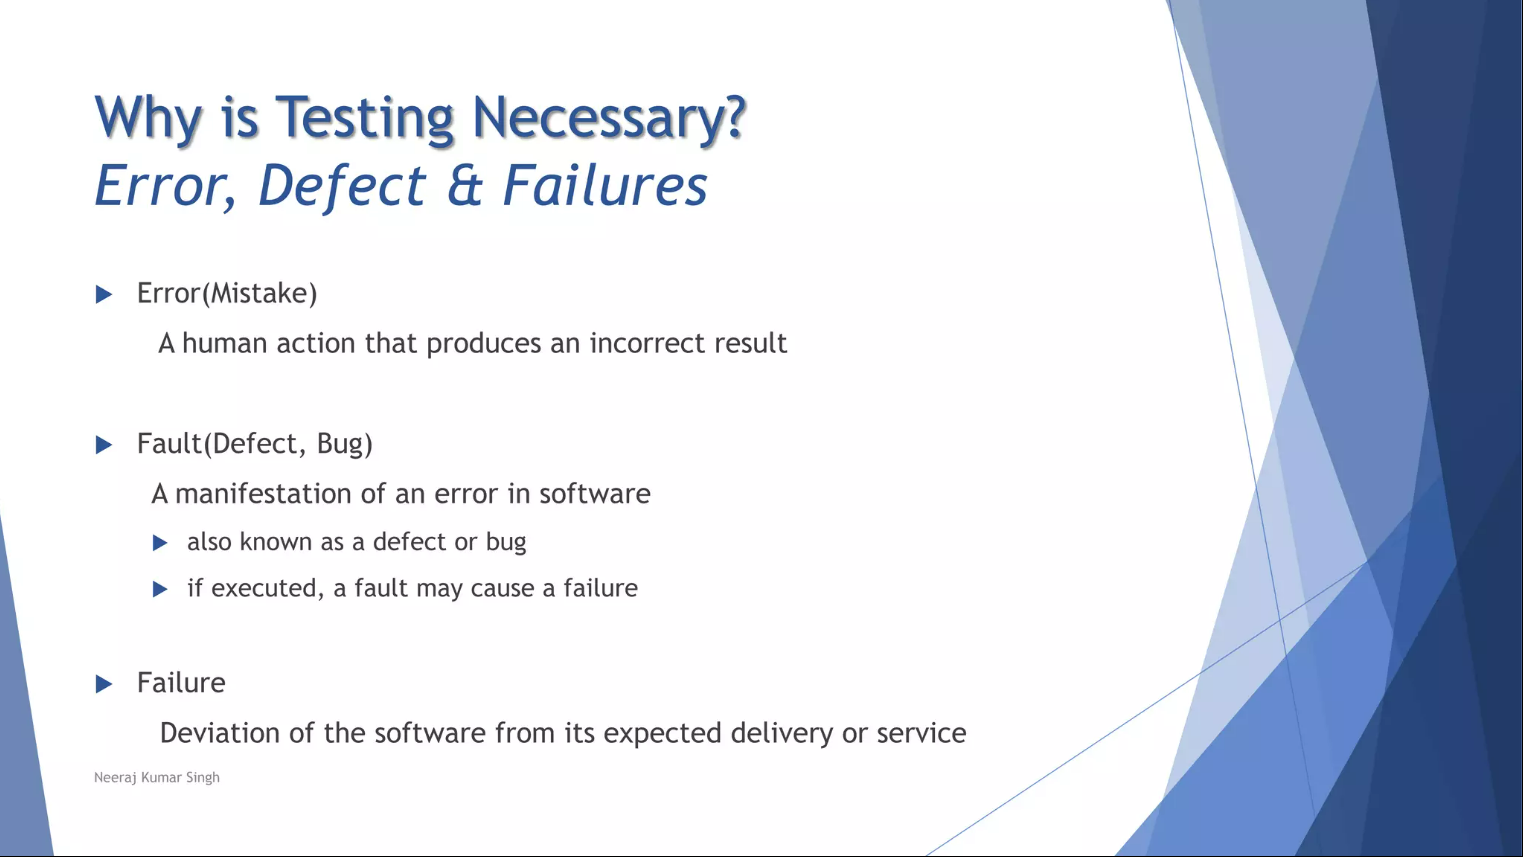 Why is Testing Necessary?
Error, Defect & Failures
Error(Mistake)
A human action that produces an incorrect result
Fault(Defect, Bug)
A manifestation of an error in software
also known as a defect or bug
if executed, a fault may cause a failure
Failure
Deviation of the software from its expected delivery or service
Neeraj Kumar Singh